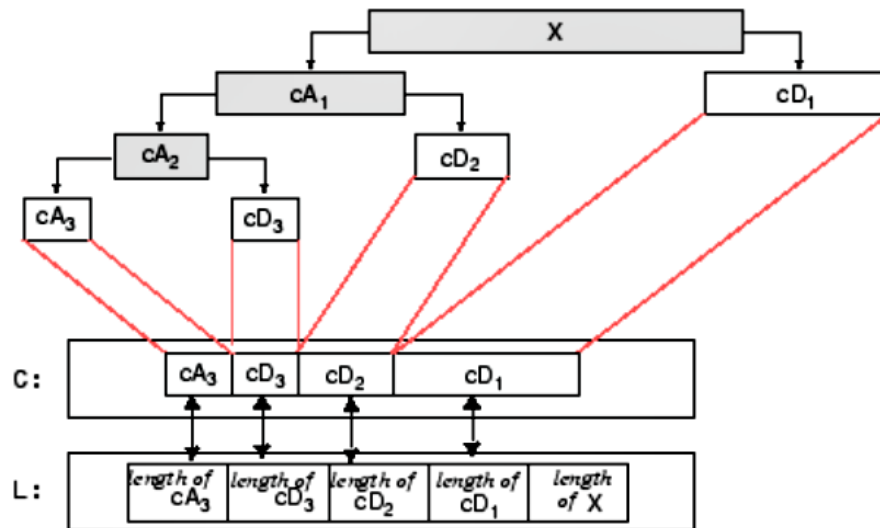 X
cA₁ cD₁
cA₂ cD₂
cA₃ cD₃
C: cA₃ cD₃ cD₂ cD₁
L: length of cA₃ length of cD₃ length of cD₂ length of cD₁ length of X